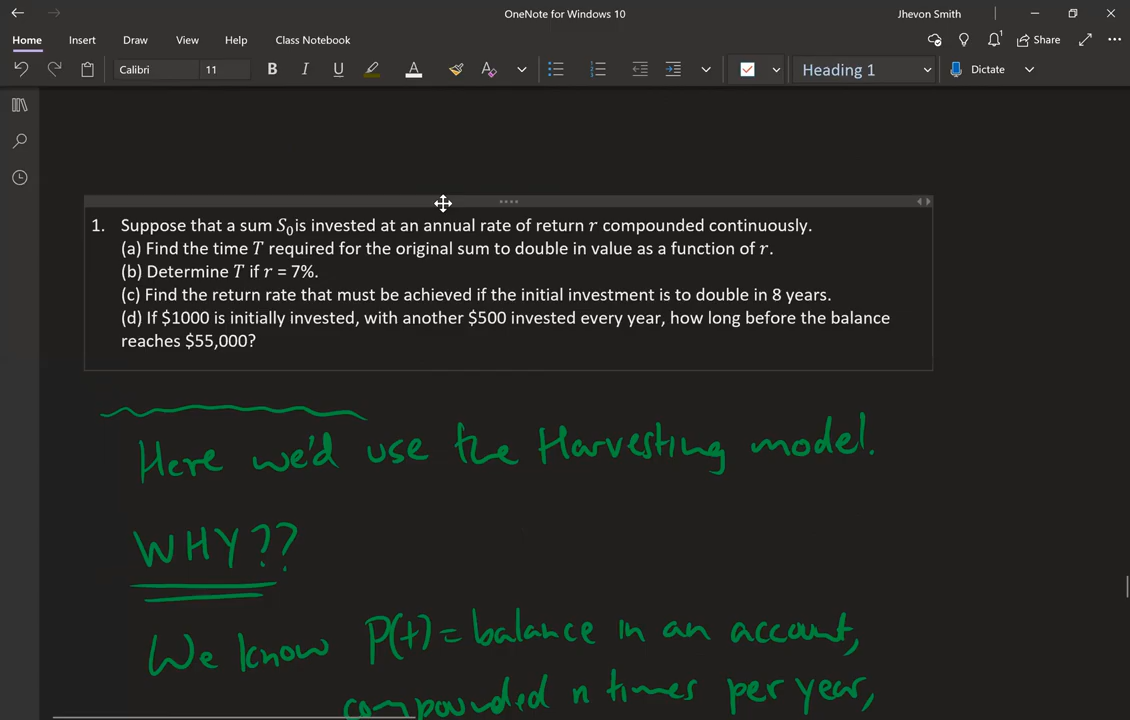 OneNote for Windows 10
Jhevon Smith
Home Insert Draw View Help Class Notebook
Share
Calibri 11 B I U A A Heading 1 Dictate
1. Suppose that a sum S₀is invested at an annual rate of return r compounded continuously.
(a) Find the time T required for the original sum to double in value as a function of r.
(b) Determine T if r = 7%.
(c) Find the return rate that must be achieved if the initial investment is to double in 8 years.
(d) If $1000 is initially invested, with another $500 invested every year, how long before the balance
reaches $55,000?
Here we'd use the Harvesting model.
WHY??
We know P(t) = balance in an account,
compounded n times per year,